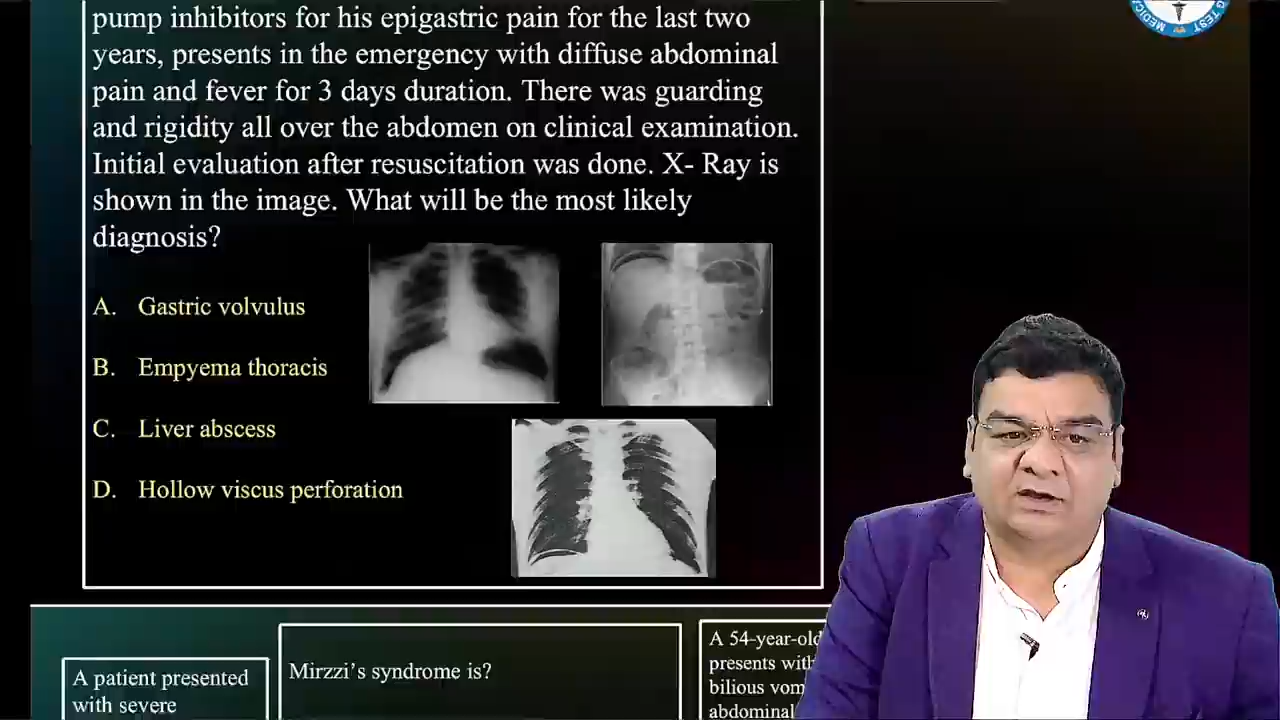 pump inhibitors for his epigastric pain for the last two
years, presents in the emergency with diffuse abdominal
pain and fever for 3 days duration. There was guarding
and rigidity all over the abdomen on clinical examination.
Initial evaluation after resuscitation was done. X- Ray is
shown in the image. What will be the most likely
diagnosis?
A. Gastric volvulus
B. Empyema thoracis
C. Liver abscess
D. Hollow viscus perforation
A patient presented
with severe
Mirzzi's syndrome is?
A 54-year-old
presents with
bilious vom
abdominal
G TEST
MEDICA